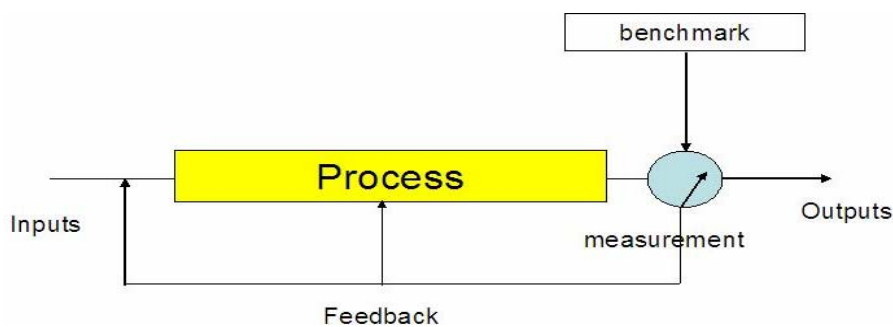 benchmark
Process
Inputs
Outputs
measurement
Feedback